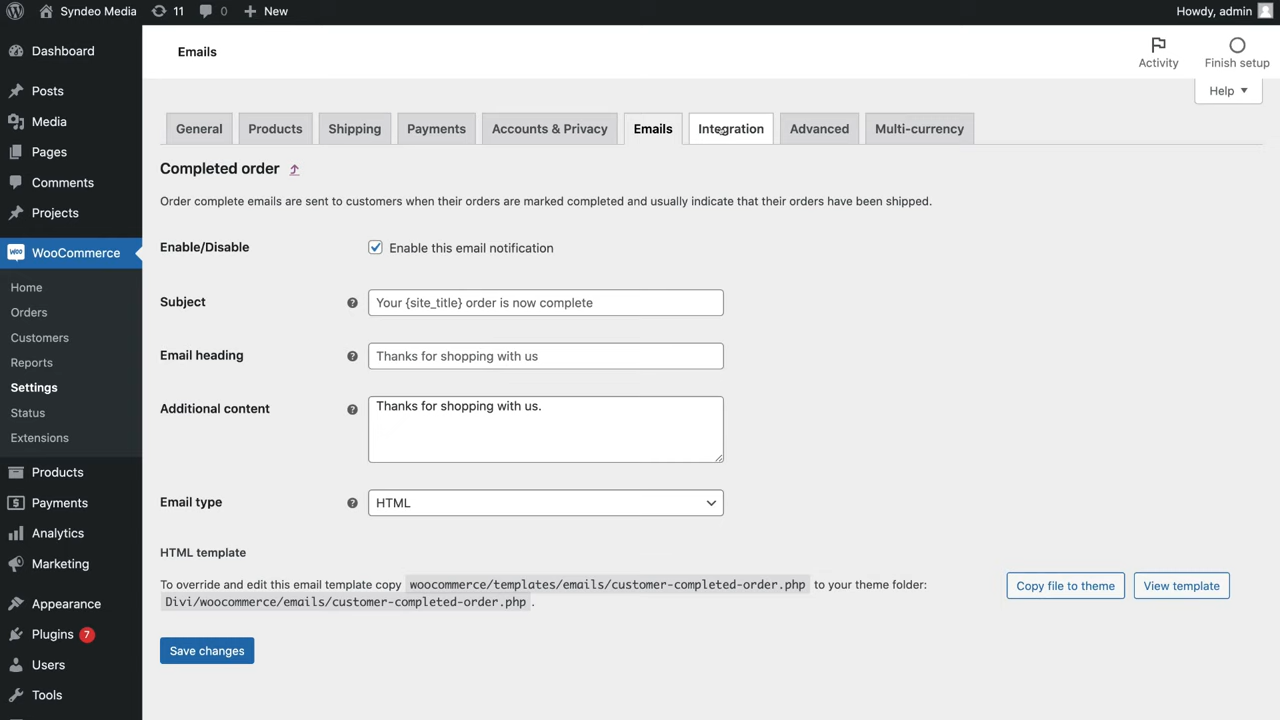 Syndeo Media 11 0 New Howdy, admin
Dashboard
Posts
Media
Pages
Comments
Projects
WooCommerce
Home
Orders
Customers
Reports
Settings
Status
Extensions
Products
Payments
Analytics
Marketing
Appearance
Plugins 7
Users
Tools
Emails
Activity Finish setup
Help
General Products Shipping Payments Accounts & Privacy Emails Integration Advanced Multi-currency
Completed order
Order complete emails are sent to customers when their orders are marked completed and usually indicate that their orders have been shipped.
Enable/Disable Enable this email notification
Subject Your {site_title} order is now complete
Email heading Thanks for shopping with us
Additional content Thanks for shopping with us.
Email type HTML
HTML template
To override and edit this email template copy woocommerce/templates/emails/customer-completed-order.php to your theme folder:
Divi/woocommerce/emails/customer-completed-order.php .
Copy file to theme View template
Save changes